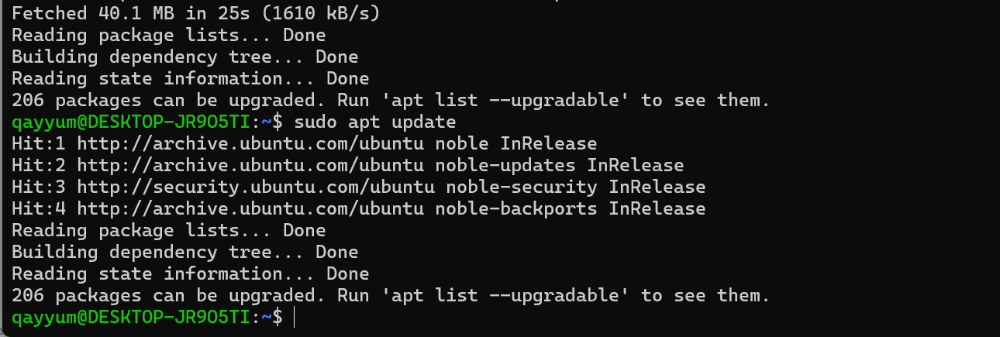 Fetched 40.1 MB in 25s (1610 kB/s)
Reading package lists... Done
Building dependency tree... Done
Reading state information... Done
206 packages can be upgraded. Run 'apt list --upgradable' to see them.
qayyum@DESKTOP-JR9O5TI:~$ sudo apt update
Hit:1 http://archive.ubuntu.com/ubuntu noble InRelease
Hit:2 http://archive.ubuntu.com/ubuntu noble-updates InRelease
Hit:3 http://security.ubuntu.com/ubuntu noble-security InRelease
Hit:4 http://archive.ubuntu.com/ubuntu noble-backports InRelease
Reading package lists... Done
Building dependency tree... Done
Reading state information... Done
206 packages can be upgraded. Run 'apt list --upgradable' to see them.
qayyum@DESKTOP-JR9O5TI:~$